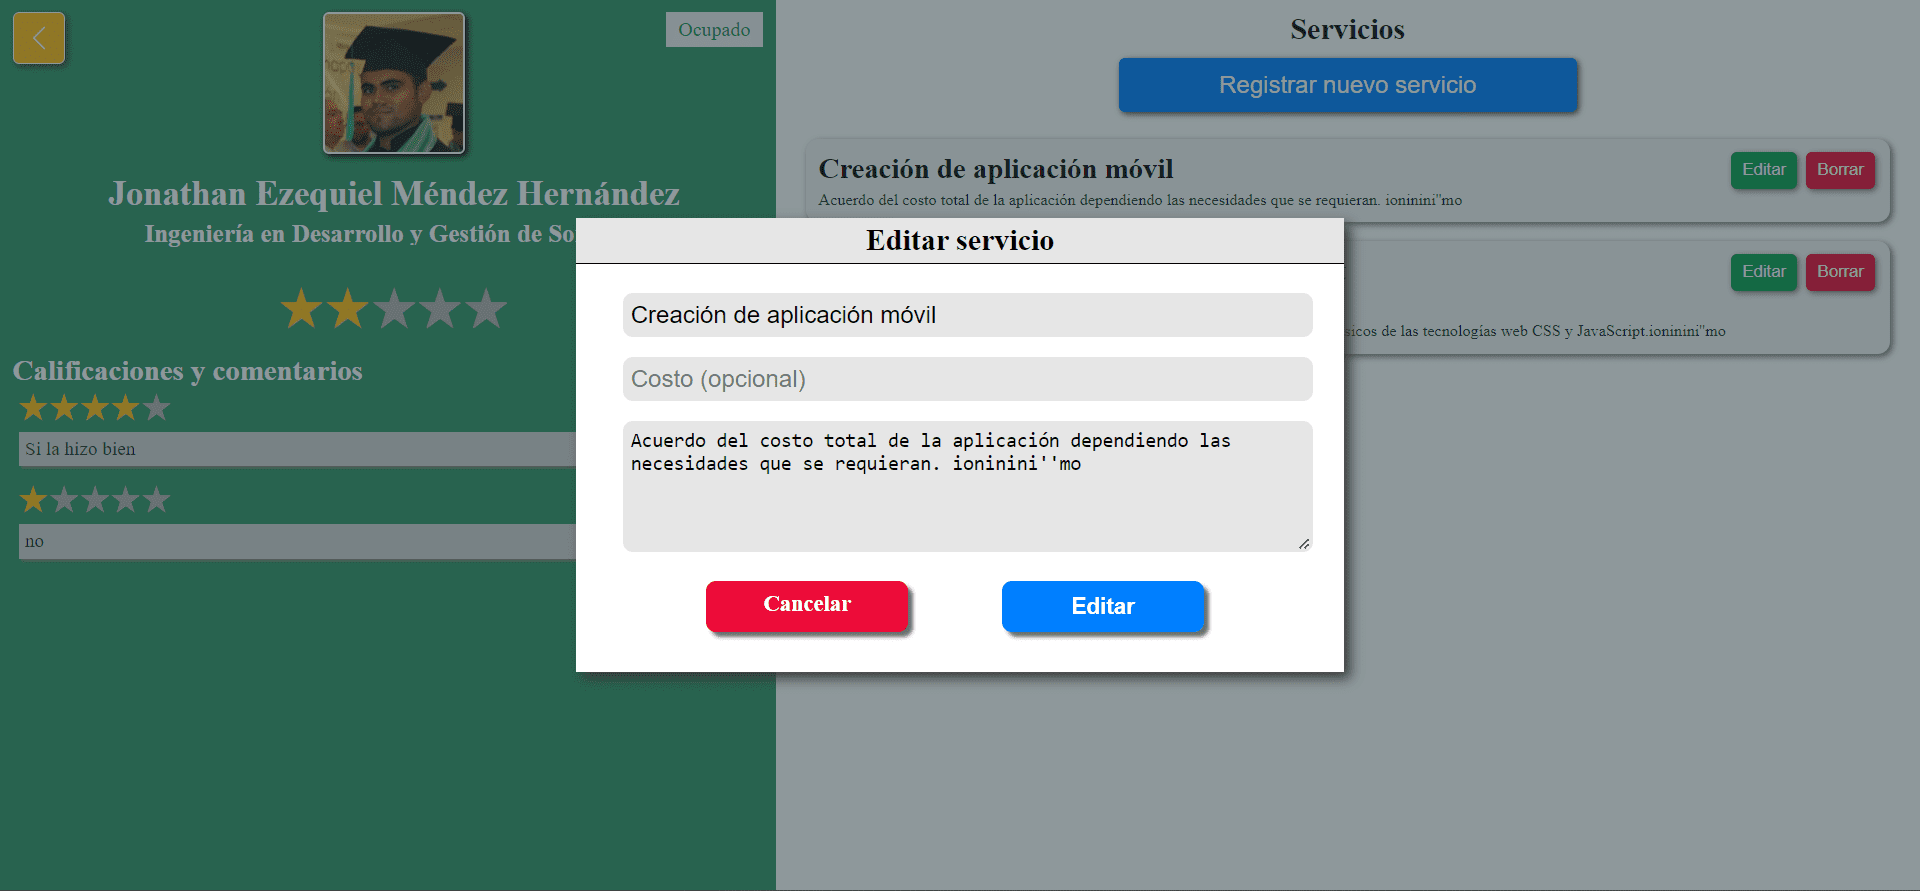 Ocupado
Jonathan Ezequiel Méndez Hernández
Ingeniería en Desarrollo y Gestión de
Calificaciones y comentarios
Si la hizo bien
no
Servicios
Registrar nuevo servicio
Creación de aplicación móvil
Editar
Borrar
Acuerdo del costo total de la aplicación dependiendo las necesidades que se requieran. ioninini''mo
Editar
Borrar
de las tecnologías web CSS y JavaScript.ioninini''mo
Editar servicio
Creación de aplicación móvil
Costo (opcional)
Acuerdo del costo total de la aplicación dependiendo las
necesidades que se requieran. ioninini''mo
Cancelar
Editar